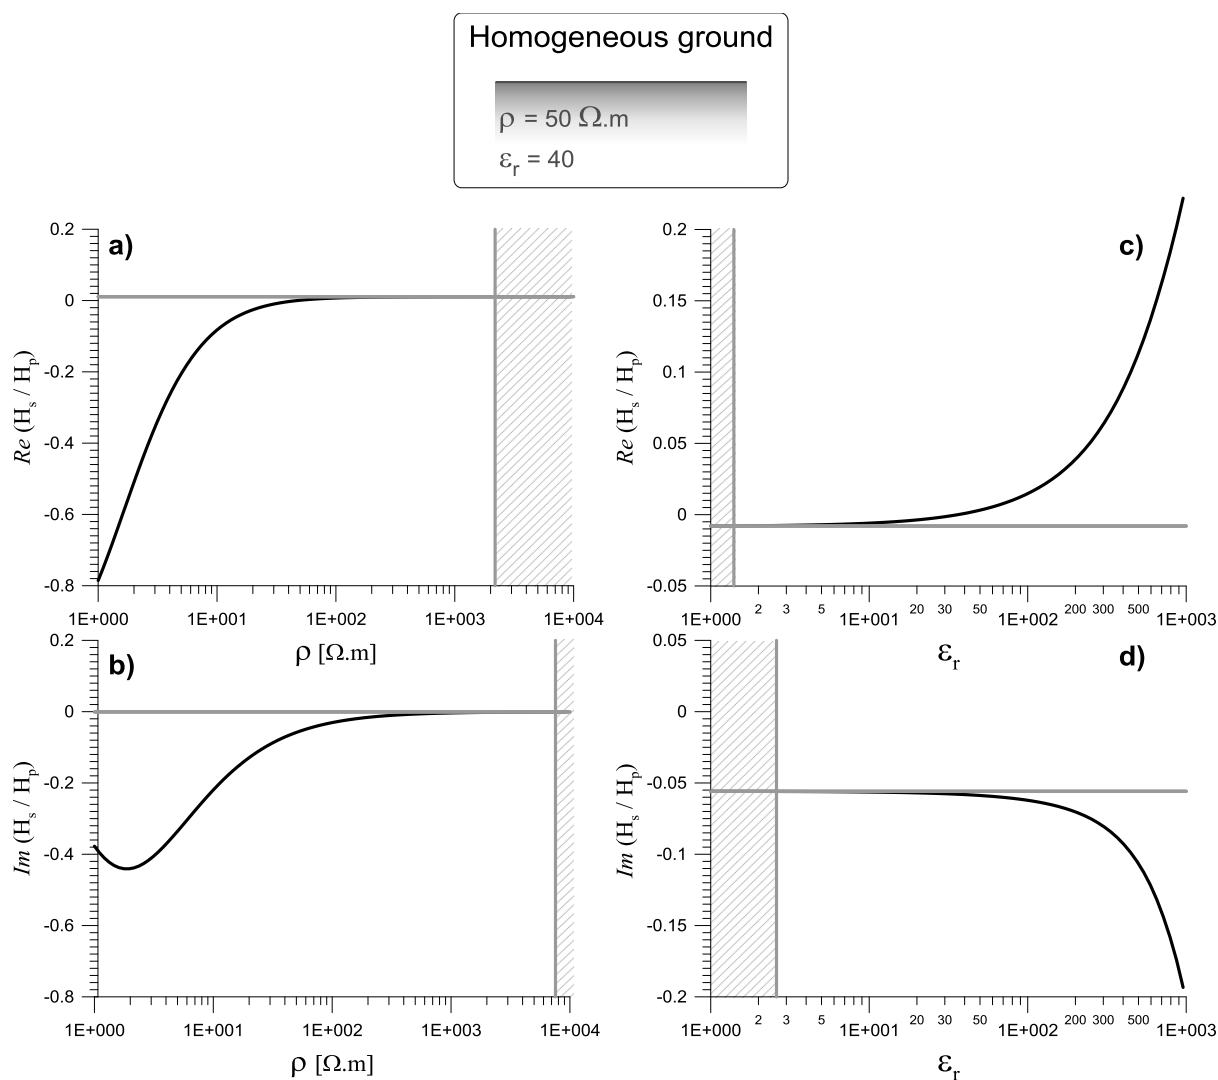 Homogeneous ground
ρ = 50 Ω.m
εr = 40
a)
0.2
0
-0.2
-0.4
-0.6
-0.8
Re (Hs / Hp)
1E+000 1E+001 1E+002 1E+003 1E+004
ρ [Ω.m]
c)
0.2
0.15
0.1
0.05
0
-0.05
Re (Hs / Hp)
1E+000 2 3 5 1E+001 20 30 50 1E+002 200 300 500 1E+003
εr
b)
0.2
0
-0.2
-0.4
-0.6
-0.8
Im (Hs / Hp)
1E+000 1E+001 1E+002 1E+003 1E+004
ρ [Ω.m]
d)
0.05
0
-0.05
-0.1
-0.15
-0.2
Im (Hs / Hp)
1E+000 2 3 5 1E+001 20 30 50 1E+002 200 300 500 1E+003
εr